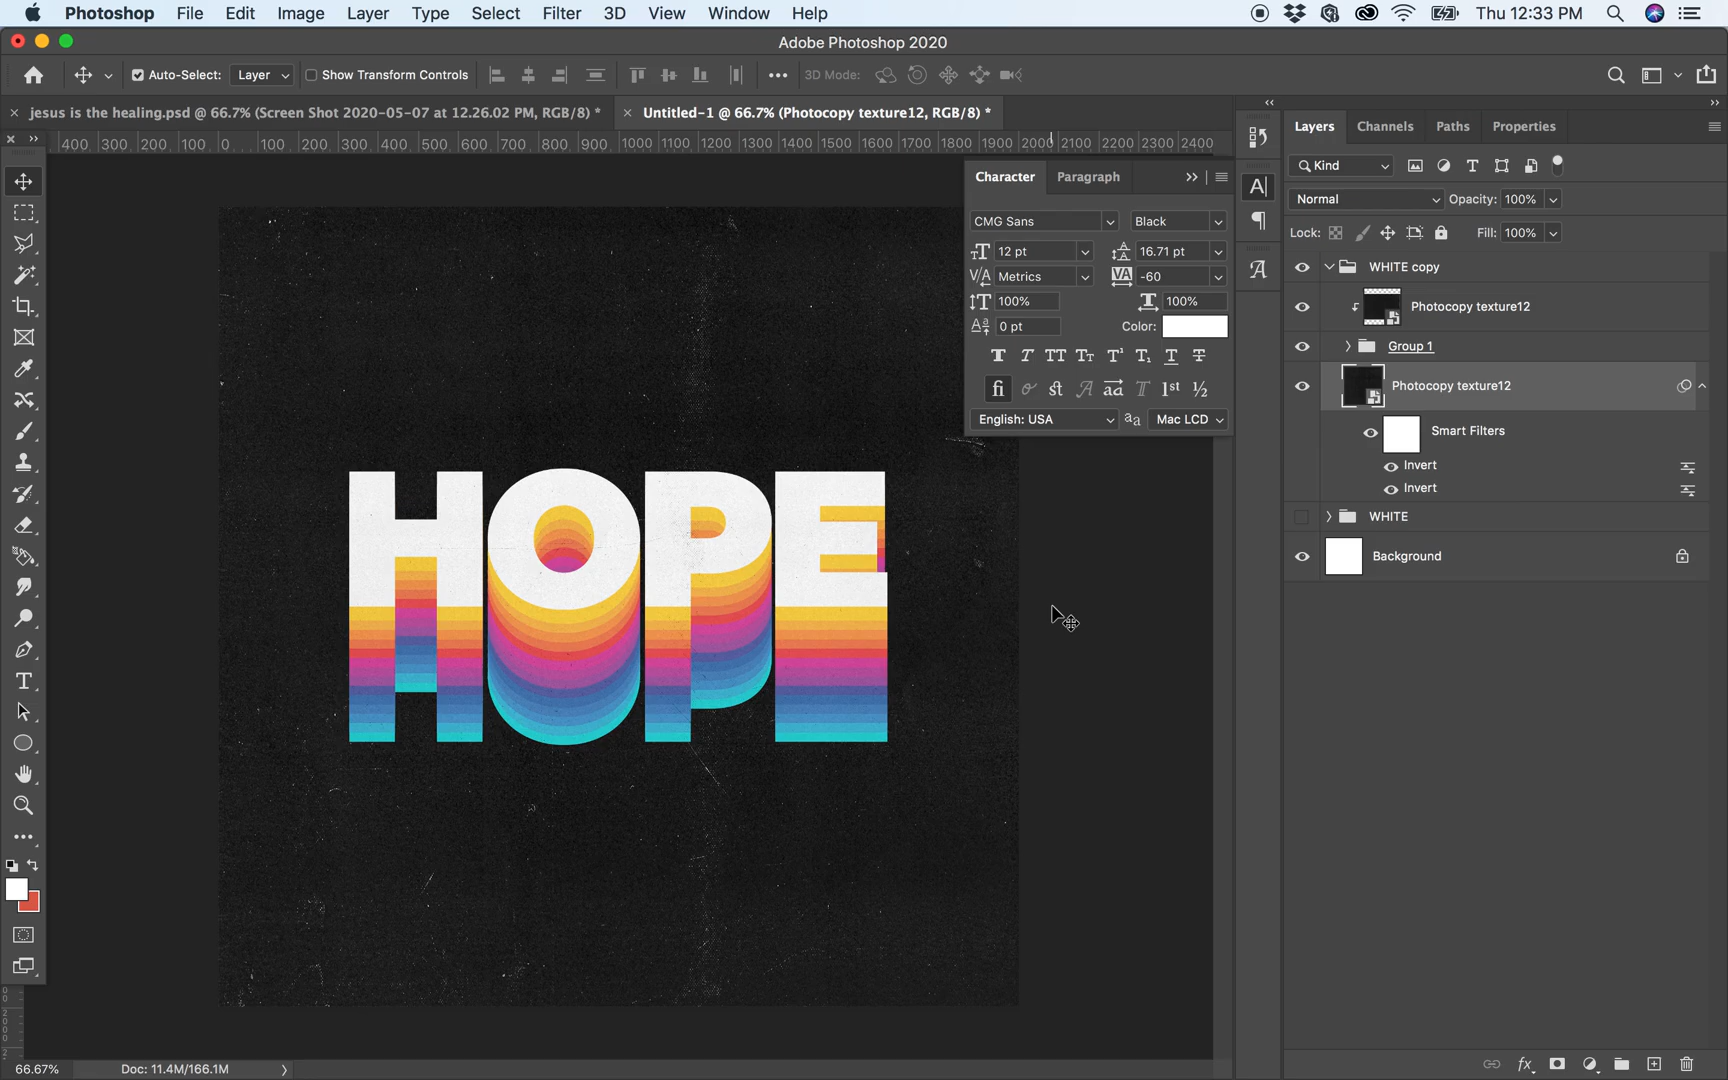 Photoshop File Edit Image Layer Type Select Filter 3D View Window Help Thu 12:33 PM
Adobe Photoshop 2020
Auto-Select: Layer Show Transform Controls 3D Mode:
jesus is the healing.psd @ 66.7% (Screen Shot 2020-05-07 at 12.26.02 PM, RGB/8) * Untitled-1 @ 66.7% (Photocopy texture12, RGB/8) *
400 300 200 100 0 100 200 300 400 500 600 700 800 900 1000 1100 1200 1300 1400 1500 1600 1700 1800 1900 2000 2100 2200 2300 2400
Character Paragraph
CMG Sans Black
12 pt 16.71 pt
Metrics -60
100% 100%
0 pt Color:
English: USA aa Mac LCD
HOPE
Layers Channels Paths Properties
Kind
Normal Opacity: 100%
Lock: Fill: 100%
WHITE copy
Photocopy texture12
Group 1
Photocopy texture12
Smart Filters
Invert
Invert
WHITE
Background
66.67% Doc: 11.4M/166.1M